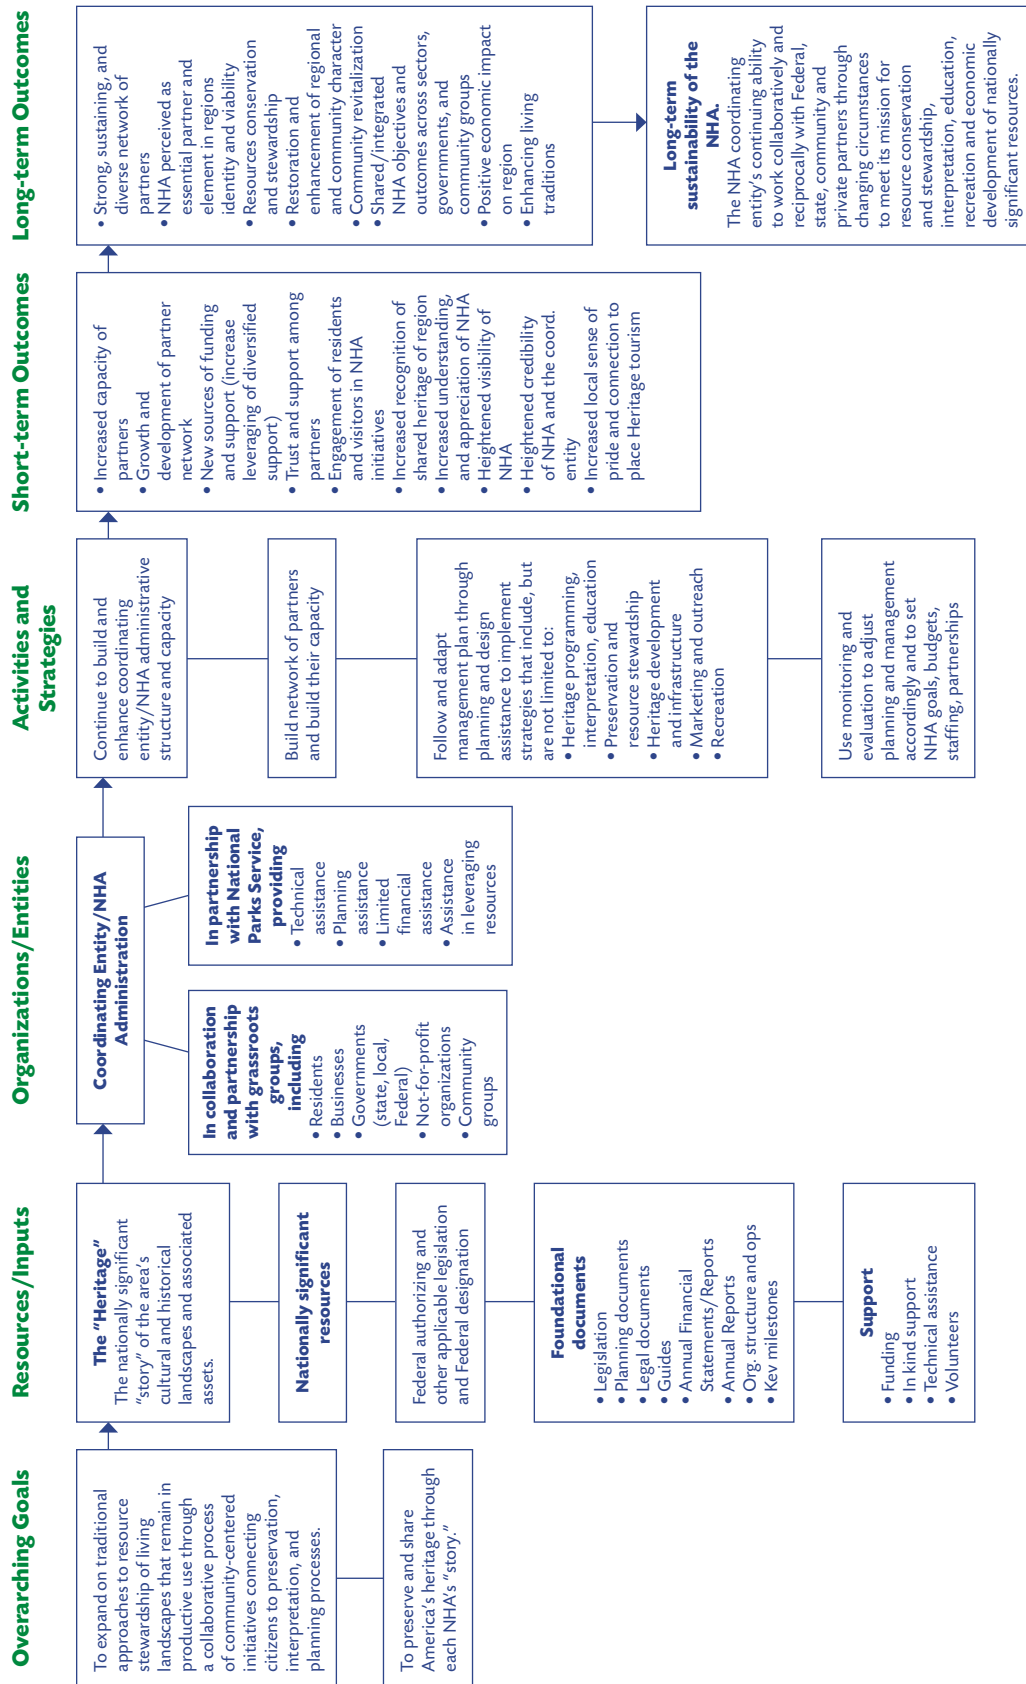 Overarching Goals
To expand on traditional
approaches to resource
stewardship of living
landscapes that remain in
productive use through
a collaborative process
of community-centered
initiatives connecting
citizens to preservation,
interpretation, and
planning processes.
To preserve and share
America's heritage through
each NHA's “story.”
Resources/Inputs
The “Heritage”
The nationally significant
“story” of the area's
cultural and historical
landscapes and associated
assets.
Nationally significant
resources
Federal authorizing and
other applicable legislation
and Federal designation
Foundational
documents
• Legislation
• Planning documents
• Legal documents
• Guides
• Annual Financial
Statements/Reports
• Annual Reports
• Org. structure and ops
• Key milestones
Support
• Funding
• In kind support
• Technical assistance
• Volunteers
Organizations/Entities
Coordinating Entity/NHA
Administration
In collaboration
and partnership
with grassroots
groups,
including
• Residents
• Businesses
• Governments
(state, local,
Federal)
• Not-for-profit
organizations
• Community
groups
In partnership
with National
Parks Service,
providing
• Technical
assistance
• Planning
assistance
• Limited
financial
assistance
• Assistance
in leveraging
resources
Activities and
Strategies
Continue to build and
enhance coordinating
entity/NHA administrative
structure and capacity
Build network of partners
and build their capacity
Follow and adapt
management plan through
planning and design
assistance to implement
strategies that include, but
are not limited to:
• Heritage programming,
interpretation, education
• Preservation and
resource stewardship
• Heritage development
and infrastructure
• Marketing and outreach
• Recreation
Use monitoring and
evaluation to adjust
planning and management
accordingly and to set
NHA goals, budgets,
staffing, partnerships
Short-term Outcomes
• Increased capacity of
partners
• Growth and
development of partner
network
• New sources of funding
and support (increase
leveraging of diversified
support)
• Trust and support among
partners
• Engagement of residents
and visitors in NHA
initiatives
• Increased recognition of
shared heritage of region
• Increased understanding,
and appreciation of NHA
• Heightened visibility of
NHA
• Heightened credibility
of NHA and the coord.
entity
• Increased local sense of
pride and connection to
place Heritage tourism
Long-term Outcomes
• Strong, sustaining, and
diverse network of
partners
• NHA perceived as
essential partner and
element in regions
identity and viability
• Resources conservation
and stewardship
• Restoration and
enhancement of regional
and community character
• Community revitalization
• Shared/integrated
NHA objectives and
outcomes across sectors,
governments, and
community groups
• Positive economic impact
on region
• Enhancing living
traditions
Long-term
sustainability of the
NHA.
The NHA coordinating
entity's continuing ability
to work collaboratively and
reciprocally with Federal,
state, community and
private partners through
changing circumstances
to meet its mission for
resource conservation
and stewardship,
interpretation, education,
recreation and economic
development of nationally
significant resources.